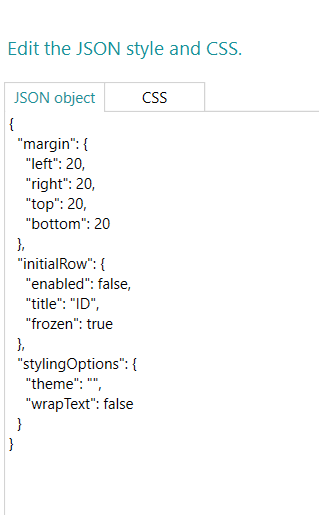 Edit the JSON style and CSS.
JSON object
CSS
{
  "margin": {
    "left": 20,
    "right": 20,
    "top": 20,
    "bottom": 20
  },
  "initialRow": {
    "enabled": false,
    "title": "ID",
    "frozen": true
  },
  "stylingOptions": {
    "theme": "",
    "wrapText": false
  }
}